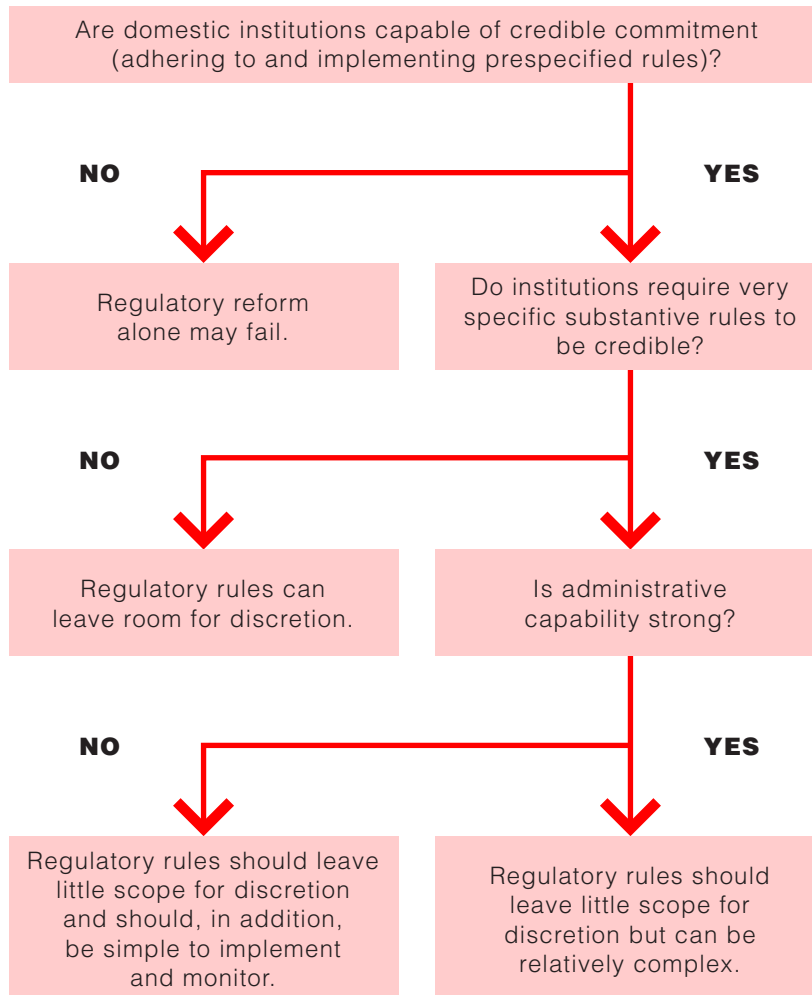 Are domestic institutions capable of credible commitment
(adhering to and implementing prespecified rules)?
NO
YES
Regulatory reform
alone may fail.
Do institutions require very
specific substantive rules to
be credible?
NO
YES
Regulatory rules can
leave room for discretion.
Is administrative
capability strong?
NO
YES
Regulatory rules should leave
little scope for discretion
and should, in addition,
be simple to implement
and monitor.
Regulatory rules should
leave little scope for
discretion but can be
relatively complex.